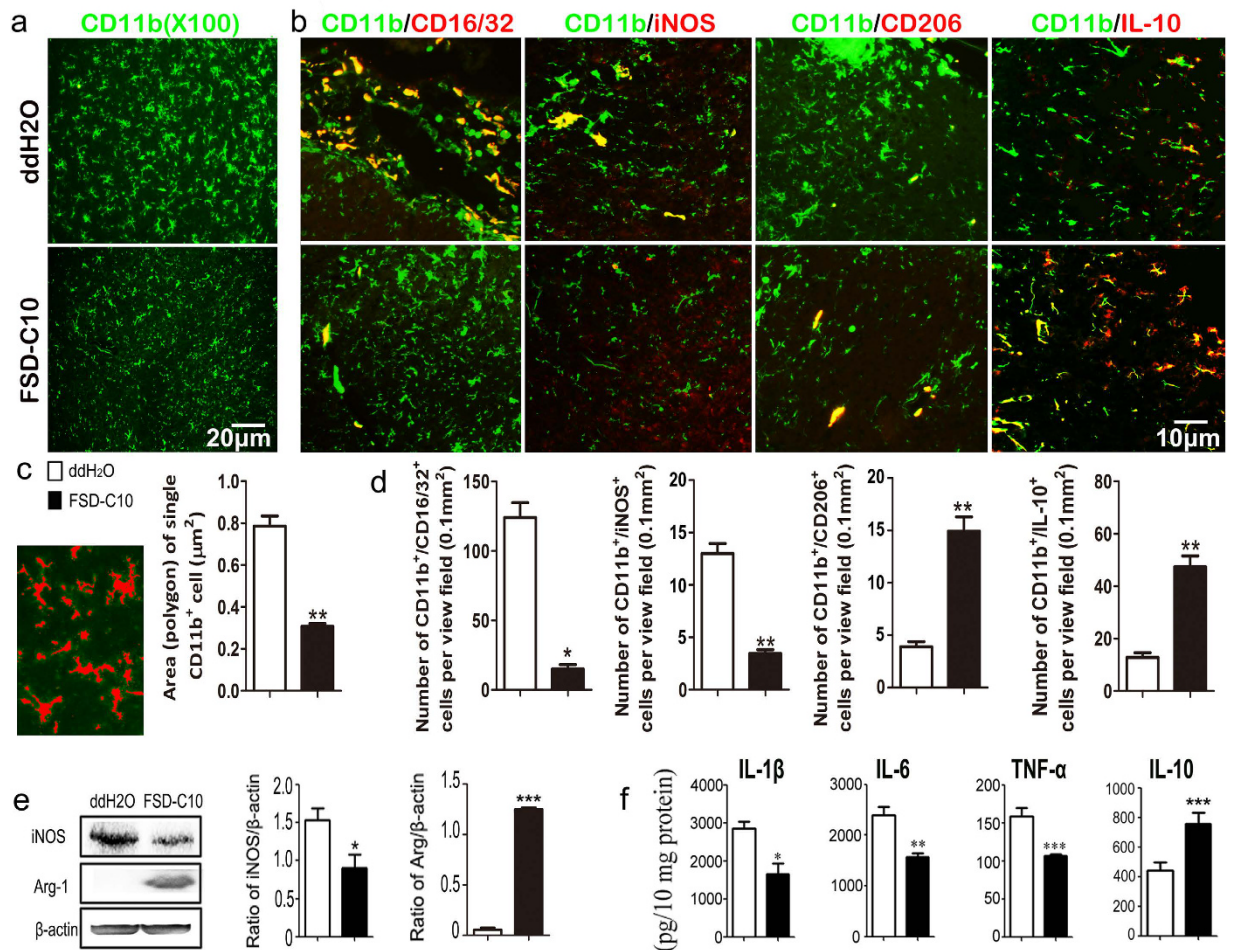 a
CD11b(X100)
b
CD11b/CD16/32
CD11b/iNOS
CD11b/CD206
CD11b/IL-10
ddH2O
FSD-C10
20μm
10μm
c
ddH₂O
FSD-C10
Area (polygon) of single
CD11b⁺ cell (μm²)
1.0
0.8
0.6
0.4
0.2
0.0
**
d
Number of CD11b⁺/CD16/32⁺
cells per view field (0.1mm²)
150
100
50
0
*
Number of CD11b⁺/iNOS⁺
cells per view field (0.1mm²)
20
15
10
5
0
**
Number of CD11b⁺/CD206⁺
cells per view field (0.1mm²)
20
15
10
5
0
**
Number of CD11b⁺/IL-10⁺
cells per view field (0.1mm²)
80
60
40
20
0
**
e
ddH2O
FSD-C10
iNOS
Arg-1
β-actin
Ratio of iNOS/β-actin
2.0
1.5
1.0
0.5
0.0
*
Ratio of Arg/β-actin
1.5
1.2
1.0
0.5
0.0
***
f
(pg/10 mg protein)
IL-1β
4000
3000
2000
1000
0
*
IL-6
3000
2000
1000
0
**
TNF-α
200
150
100
50
0
***
IL-10
1000
800
600
400
200
0
***